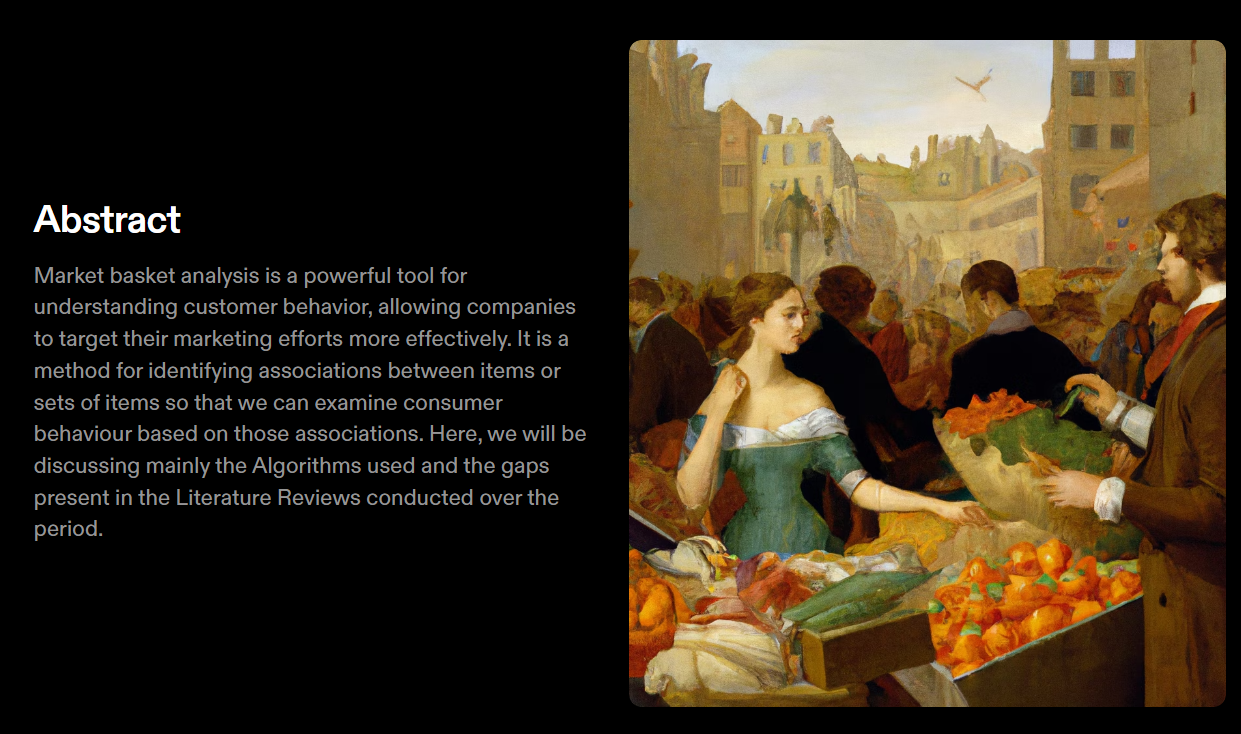 Abstract
Market basket analysis is a powerful tool for
understanding customer behavior, allowing companies
to target their marketing efforts more effectively. It is a
method for identifying associations between items or
sets of items so that we can examine consumer
behaviour based on those associations. Here, we will be
discussing mainly the Algorithms used and the gaps
present in the Literature Reviews conducted over the
period.